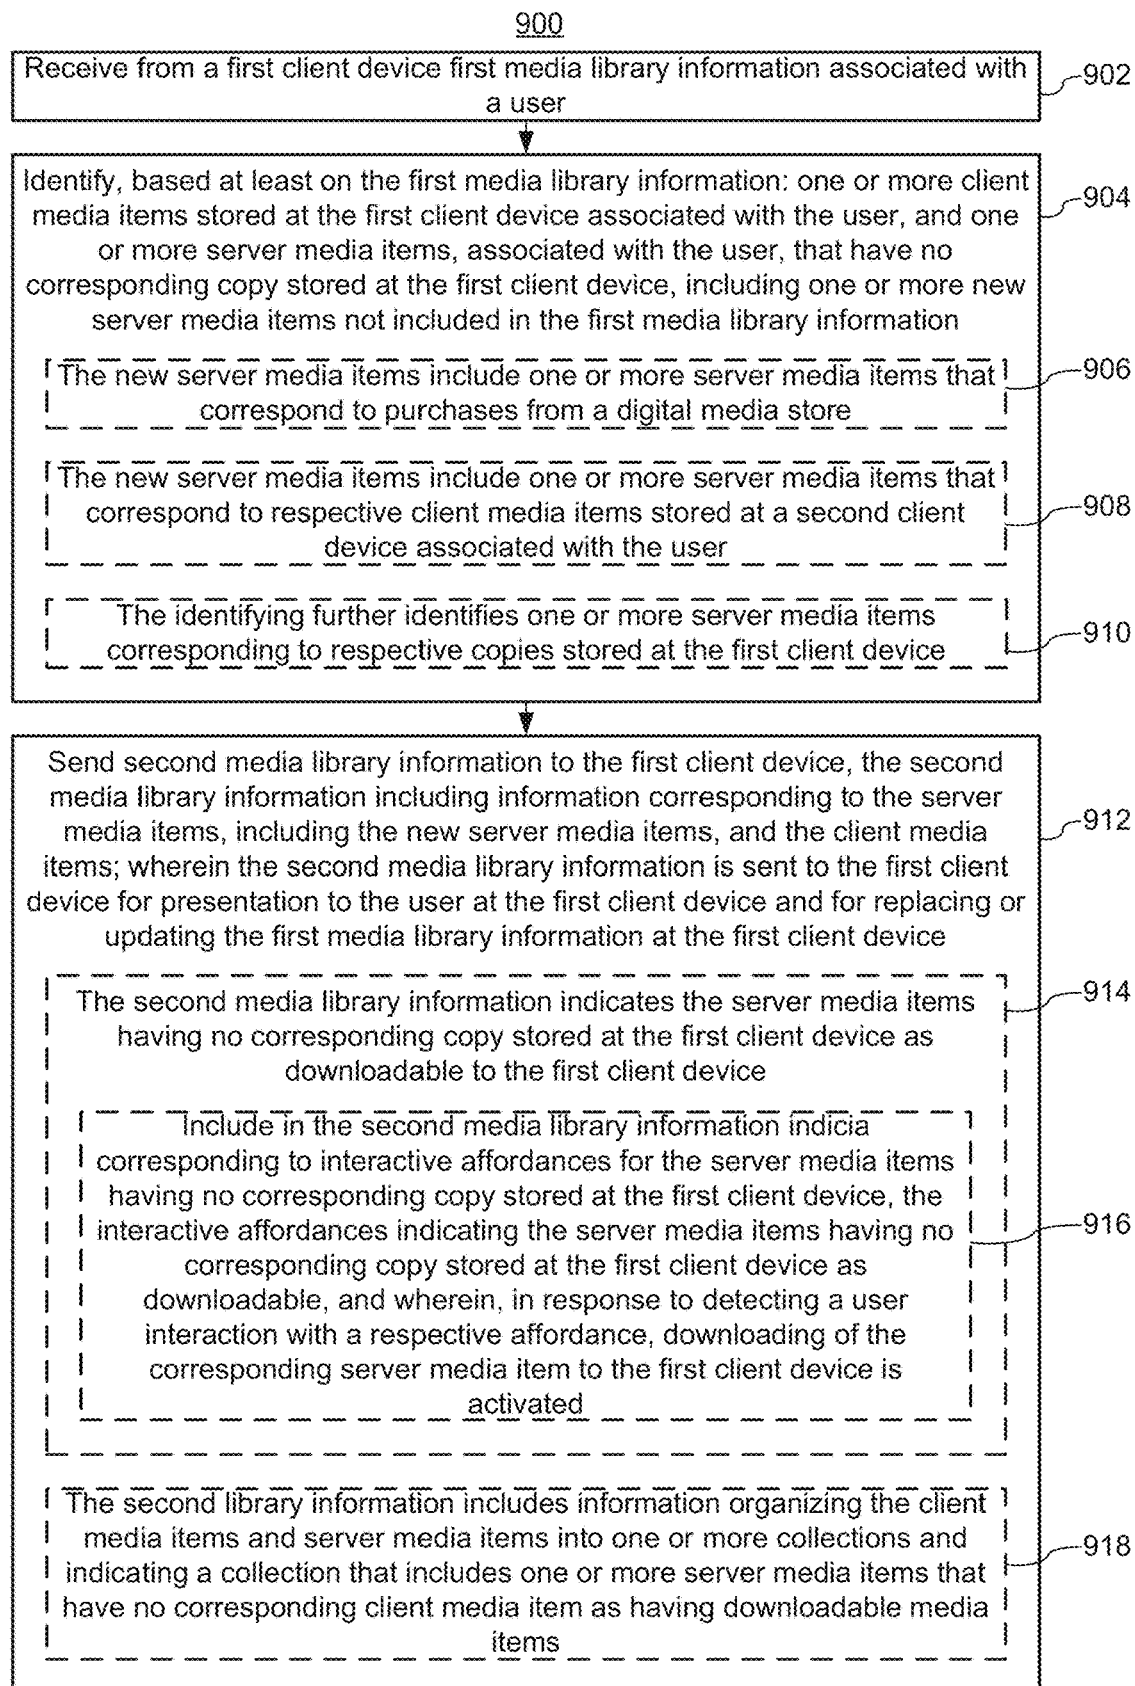 900
Receive from a first client device first media library information associated with
a user
902
Identify, based at least on the first media library information: one or more client
media items stored at the first client device associated with the user, and one
or more server media items, associated with the user, that have no
corresponding copy stored at the first client device, including one or more new
server media items not included in the first media library information
904
The new server media items include one or more server media items that
correspond to purchases from a digital media store
906
The new server media items include one or more server media items that
correspond to respective client media items stored at a second client
device associated with the user
908
The identifying further identifies one or more server media items
corresponding to respective copies stored at the first client device
910
Send second media library information to the first client device, the second
media library information including information corresponding to the server
media items, including the new server media items, and the client media
items; wherein the second media library information is sent to the first client
device for presentation to the user at the first client device and for replacing or
updating the first media library information at the first client device
912
The second media library information indicates the server media items
having no corresponding copy stored at the first client device as
downloadable to the first client device
914
Include in the second media library information indicia
corresponding to interactive affordances for the server media items
having no corresponding copy stored at the first client device, the
interactive affordances indicating the server media items having no
corresponding copy stored at the first client device as
downloadable, and wherein, in response to detecting a user
interaction with a respective affordance, downloading of the
corresponding server media item to the first client device is
activated
916
The second library information includes information organizing the client
media items and server media items into one or more collections and
indicating a collection that includes one or more server media items that
have no corresponding client media item as having downloadable media
items
918